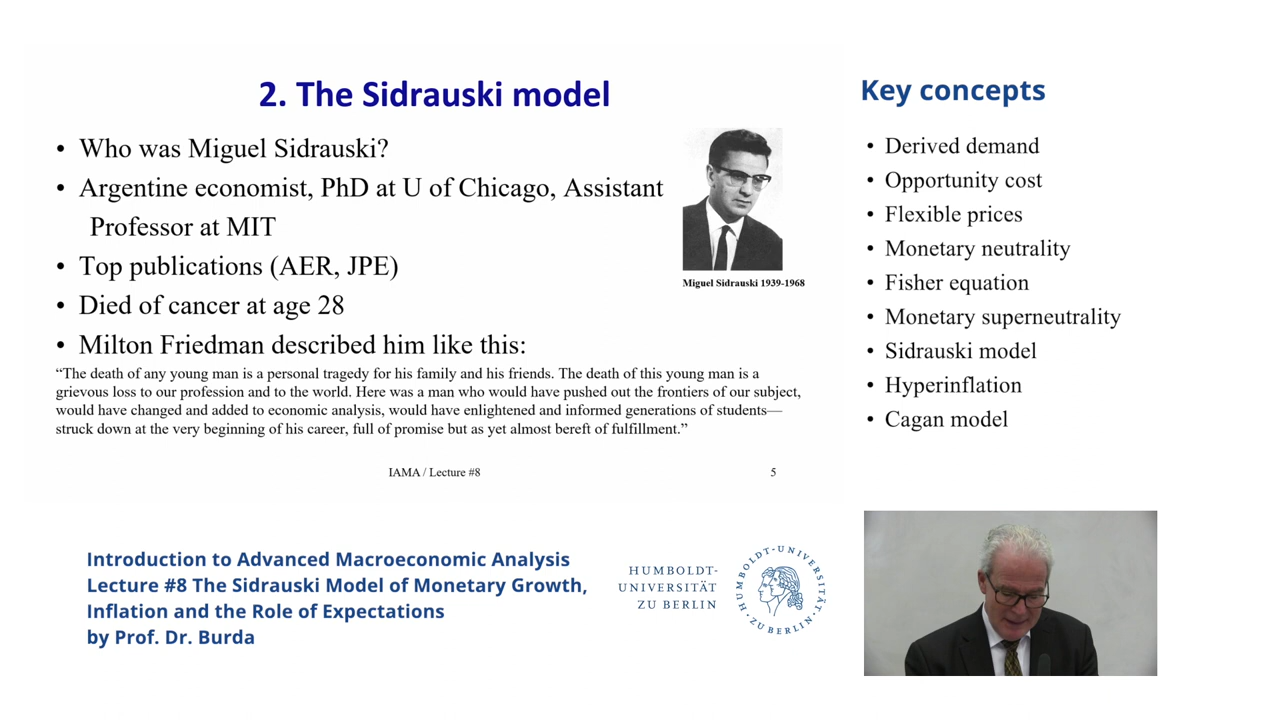 2. The Sidrauski model
• Who was Miguel Sidrauski?
• Argentine economist, PhD at U of Chicago, Assistant
Professor at MIT
• Top publications (AER, JPE)
• Died of cancer at age 28
• Milton Friedman described him like this:
“The death of any young man is a personal tragedy for his family and his friends. The death of this young man is a
grievous loss to our profession and to the world. Here was a man who would have pushed out the frontiers of our subject,
would have changed and added to economic analysis, would have enlightened and informed generations of students—
struck down at the very beginning of his career, full of promise but as yet almost bereft of fulfillment.”
Miguel Sidrauski 1939-1968
IAMA / Lecture #8
5
Key concepts
• Derived demand
• Opportunity cost
• Flexible prices
• Monetary neutrality
• Fisher equation
• Monetary superneutrality
• Sidrauski model
• Hyperinflation
• Cagan model
Introduction to Advanced Macroeconomic Analysis
Lecture #8 The Sidrauski Model of Monetary Growth,
Inflation and the Role of Expectations
by Prof. Dr. Burda
HUMBOLDT-
UNIVERSITÄT
ZU BERLIN
HUMBOLDT-UNIVERSITÄT
ZU BERLIN